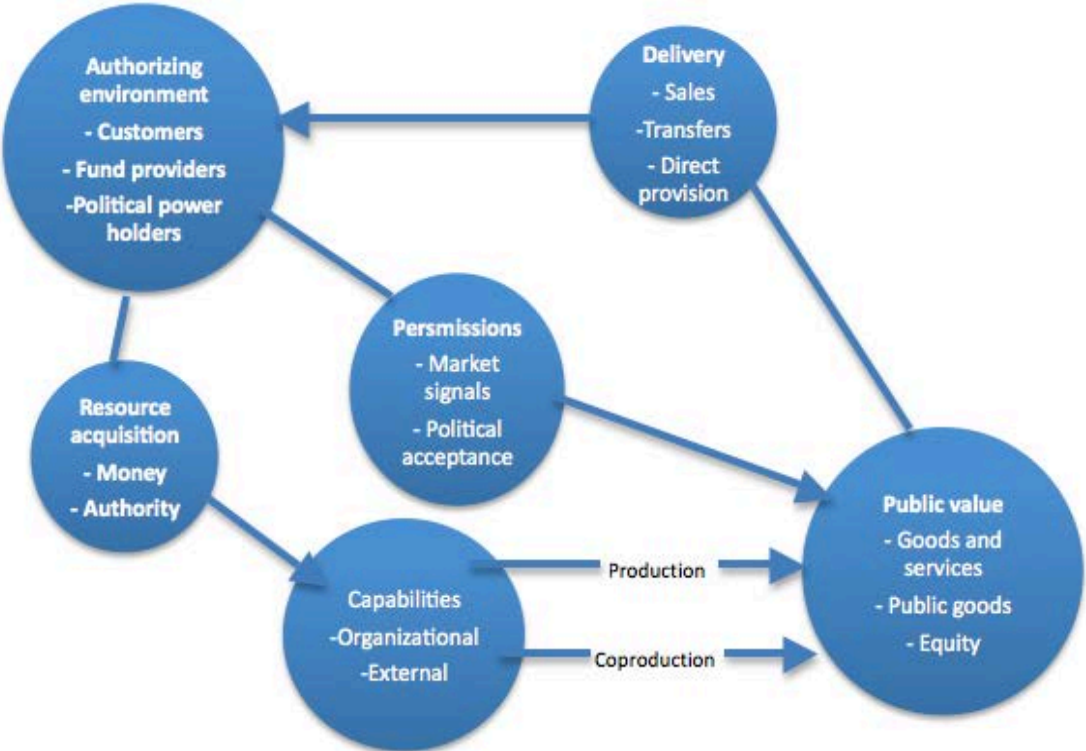 Authorizing
environment
- Customers
- Fund providers
-Political power
holders
Delivery
- Sales
-Transfers
- Direct
provision
Persmissions
- Market
signals
- Political
acceptance
Resource
acquisition
- Money
- Authority
Capabilities
-Organizational
-External
Production
Coproduction
Public value
- Goods and
services
- Public goods
- Equity